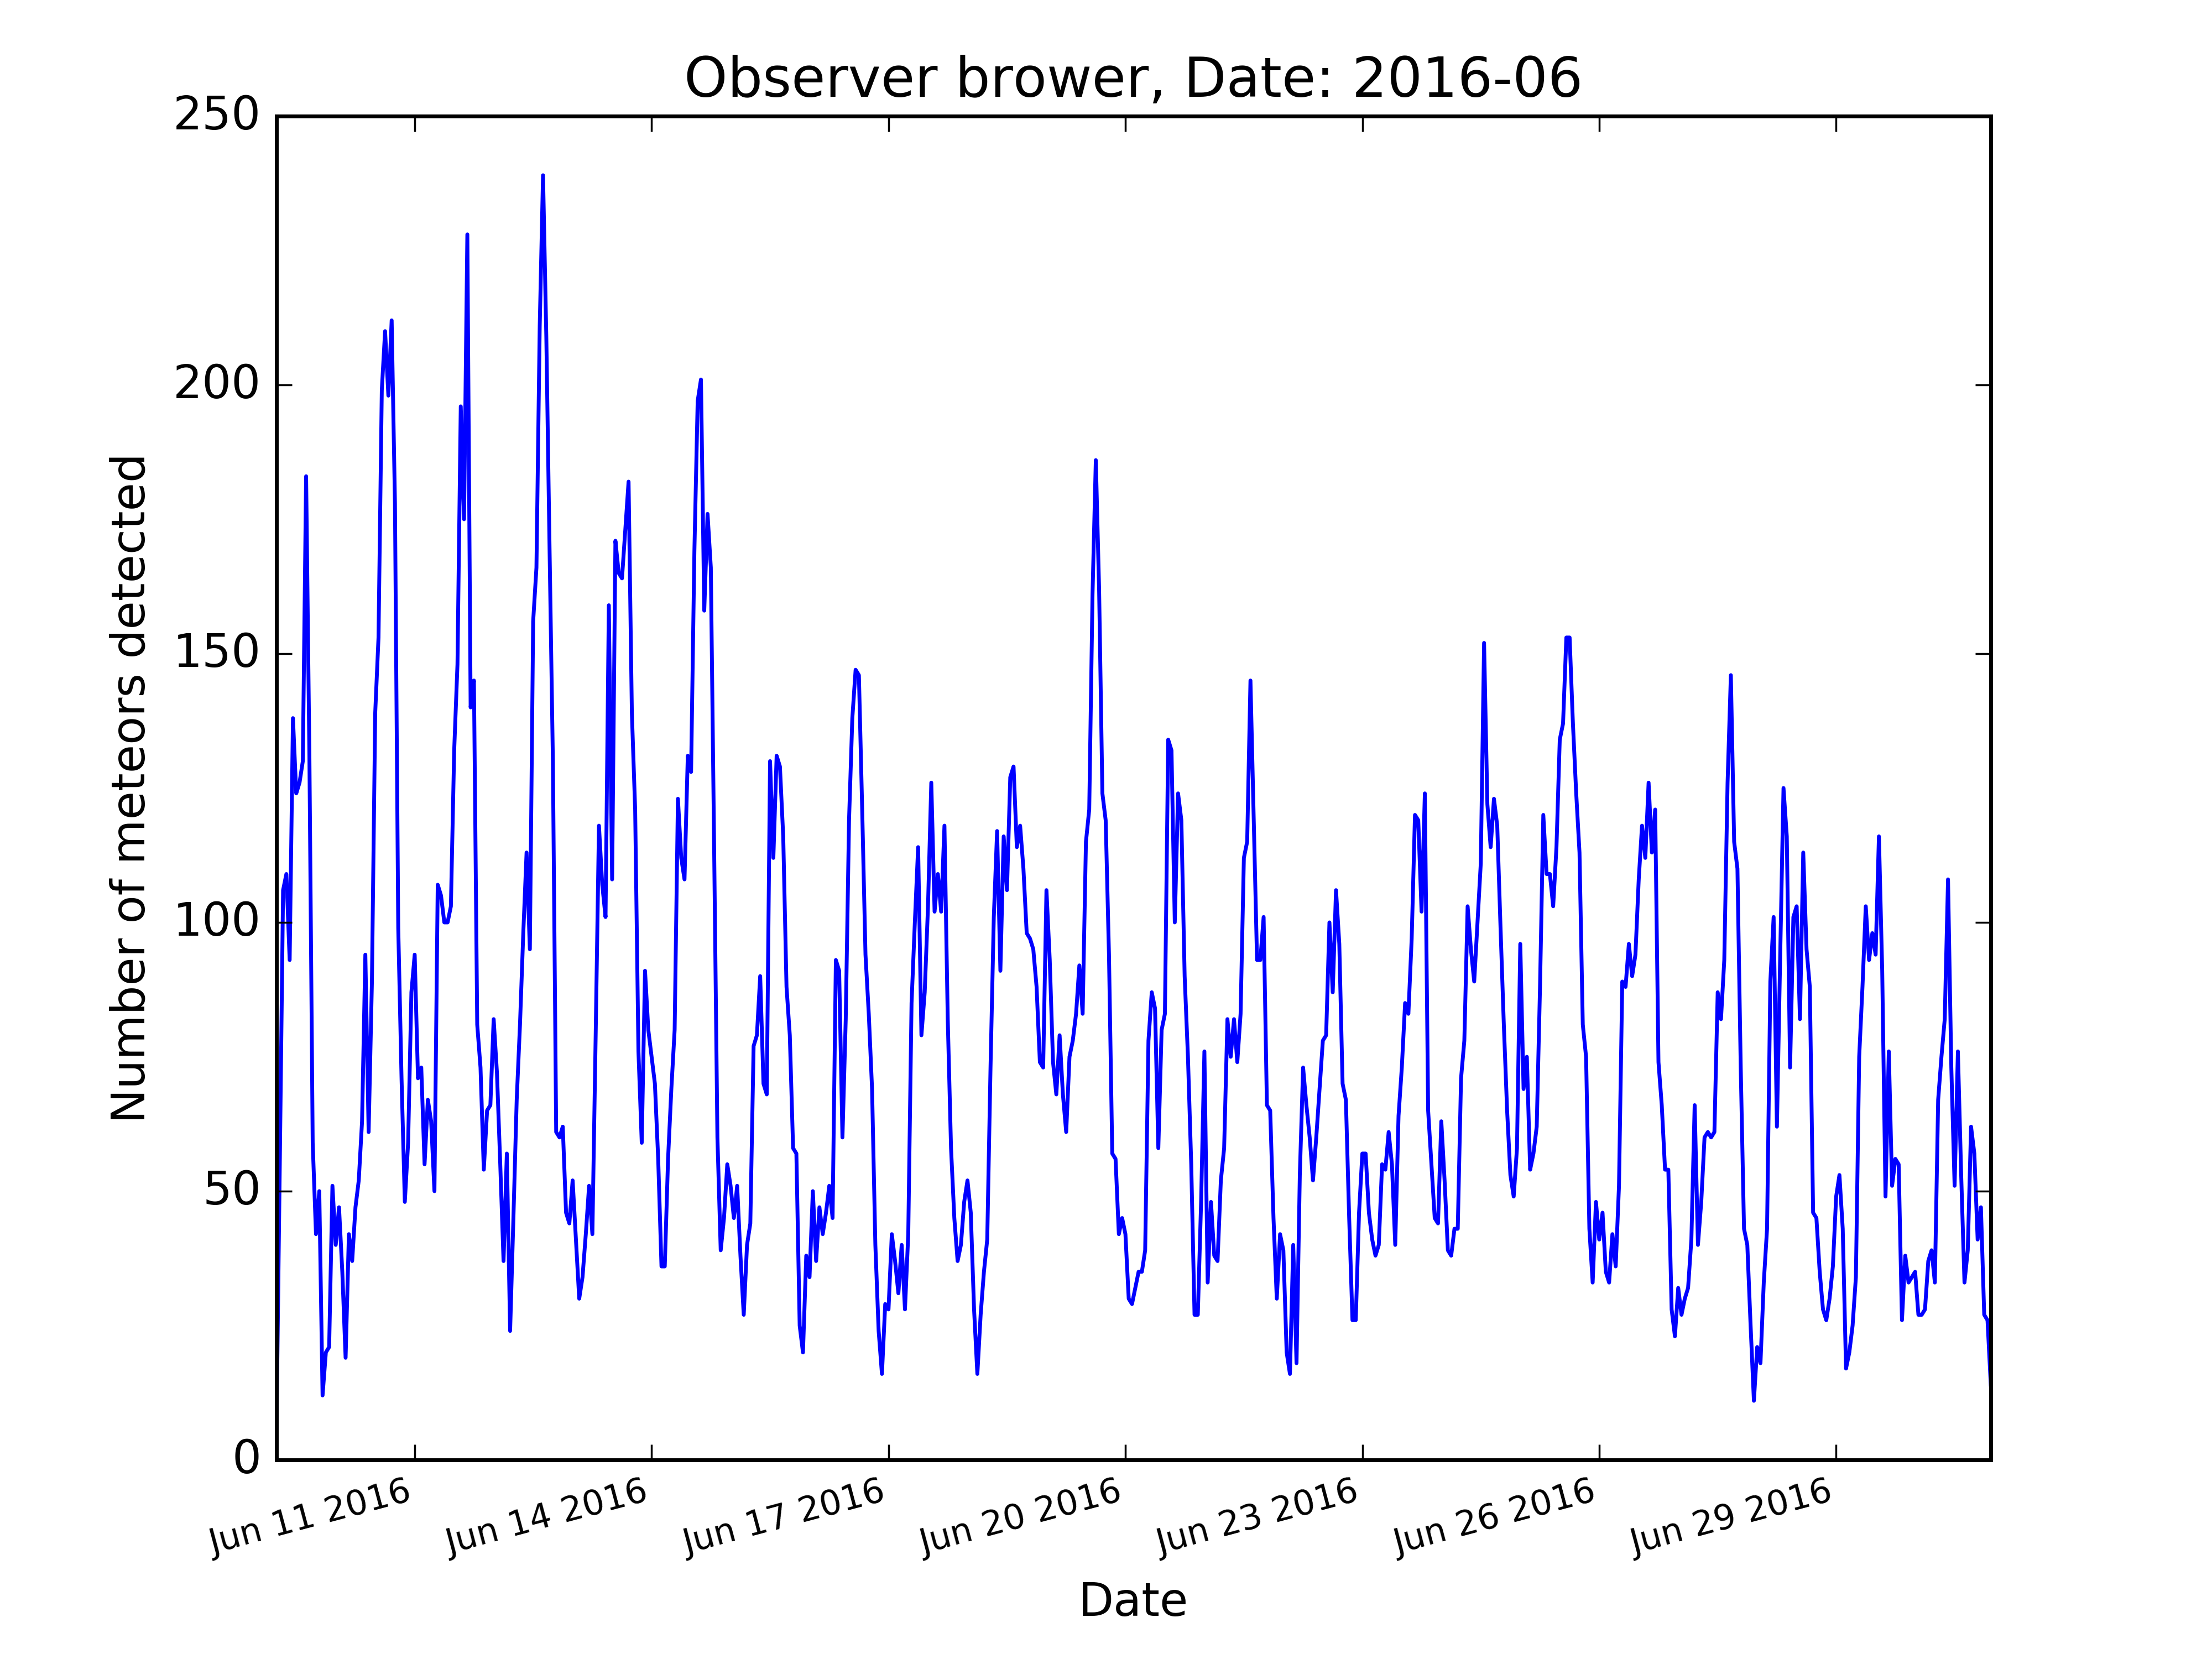 Observer brower, Date: 2016-06
250
200
150
100
50
0
Number of meteors detected
Jun 11 2016
Jun 14 2016
Jun 17 2016
Jun 20 2016
Jun 23 2016
Jun 26 2016
Jun 29 2016
Date